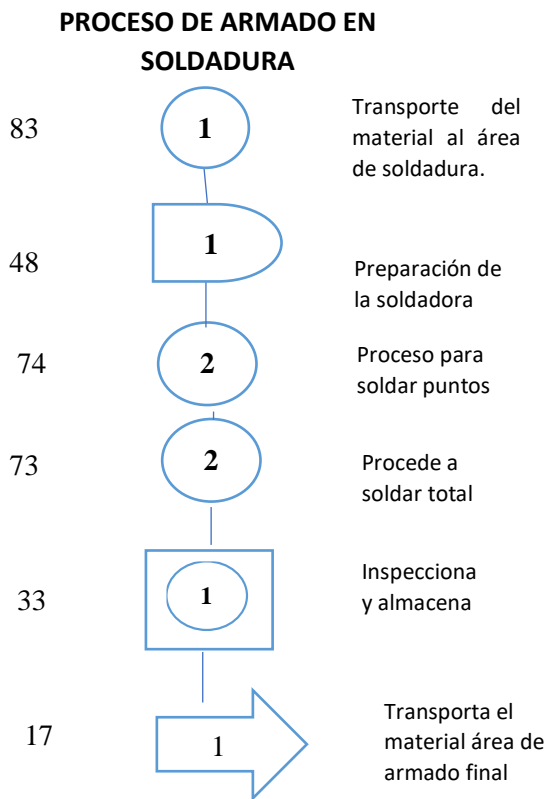 PROCESO DE ARMADO EN
SOLDADURA
83
1
Transporte del
material al área
de soldadura.
48
1
Preparación de
la soldadora
74
2
Proceso para
soldar puntos
73
2
Procede a
soldar total
33
1
Inspecciona
y almacena
17
1
Transporta el
material área de
armado final